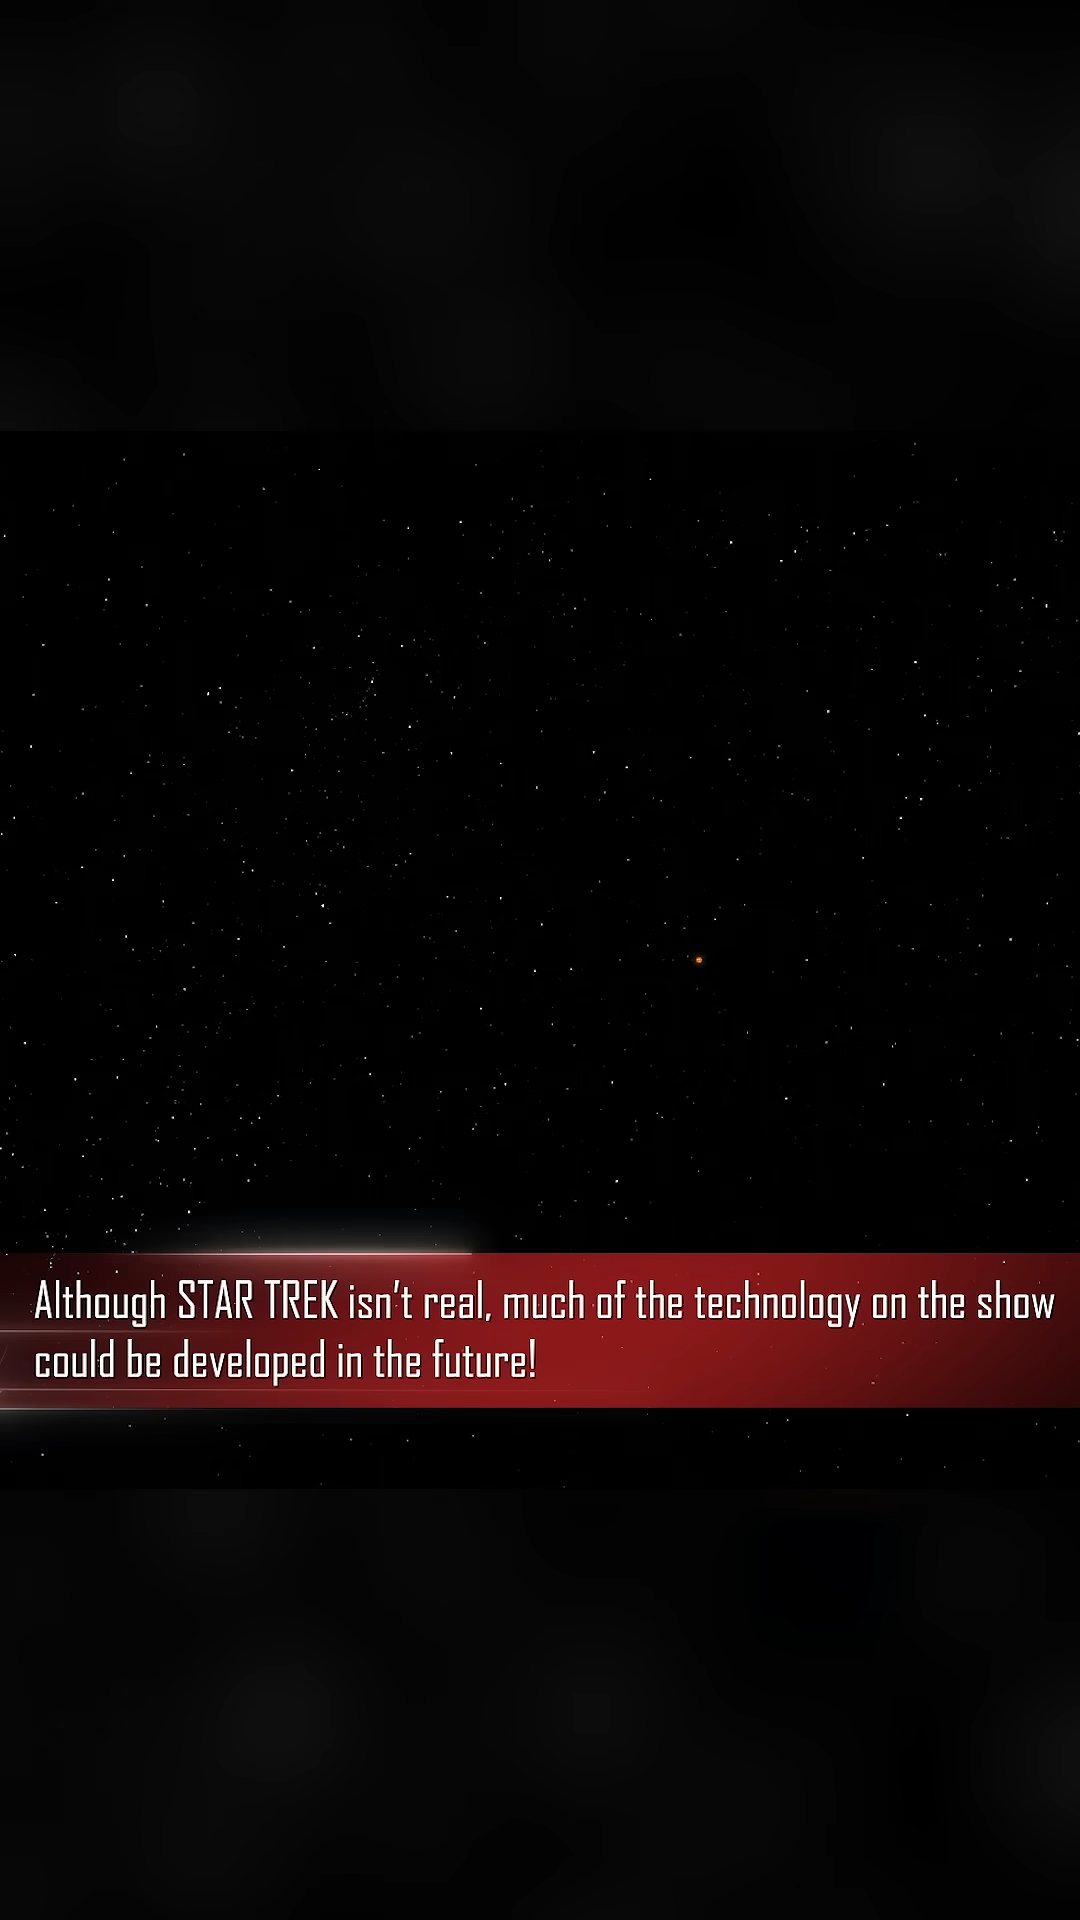 Although STAR TREK isn't real, much of the technology on the show
could be developed in the future!